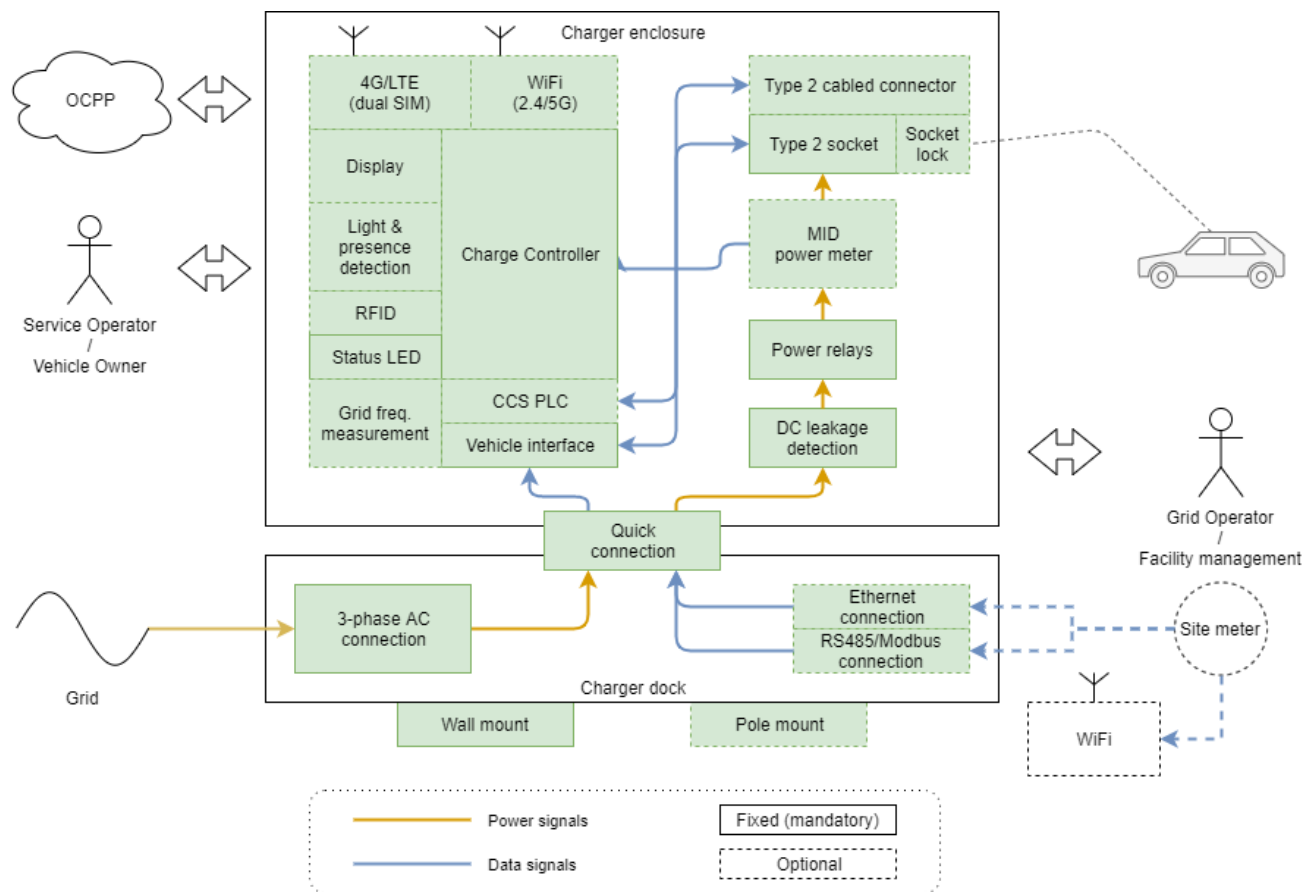 Charger enclosure
OCPP
4G/LTE
(dual SIM)
WiFi
(2.4/5G)
Type 2 cabled connector
Type 2 socket
Socket
lock
Display
Light &
presence
detection
Charge Controller
MID
power meter
RFID
Status LED
Power relays
Service Operator
/
Vehicle Owner
Grid freq.
measurement
CCS PLC
Vehicle interface
DC leakage
detection
Quick
connection
Grid Operator
/
Facility management
3-phase AC
connection
Ethernet
connection
RS485/Modbus
connection
Site meter
Grid
Charger dock
Wall mount
Pole mount
WiFi
Power signals
Fixed (mandatory)
Data signals
Optional